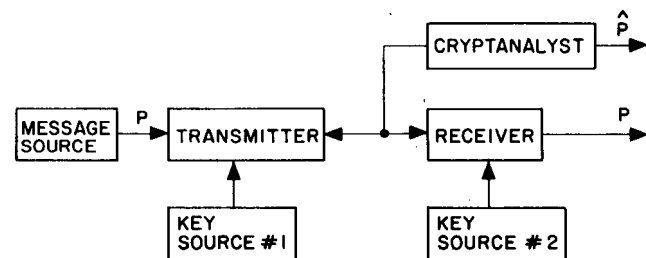 P̂
CRYPTANALYST
P
P
MESSAGE
SOURCE
TRANSMITTER
RECEIVER
KEY
SOURCE #1
KEY
SOURCE #2